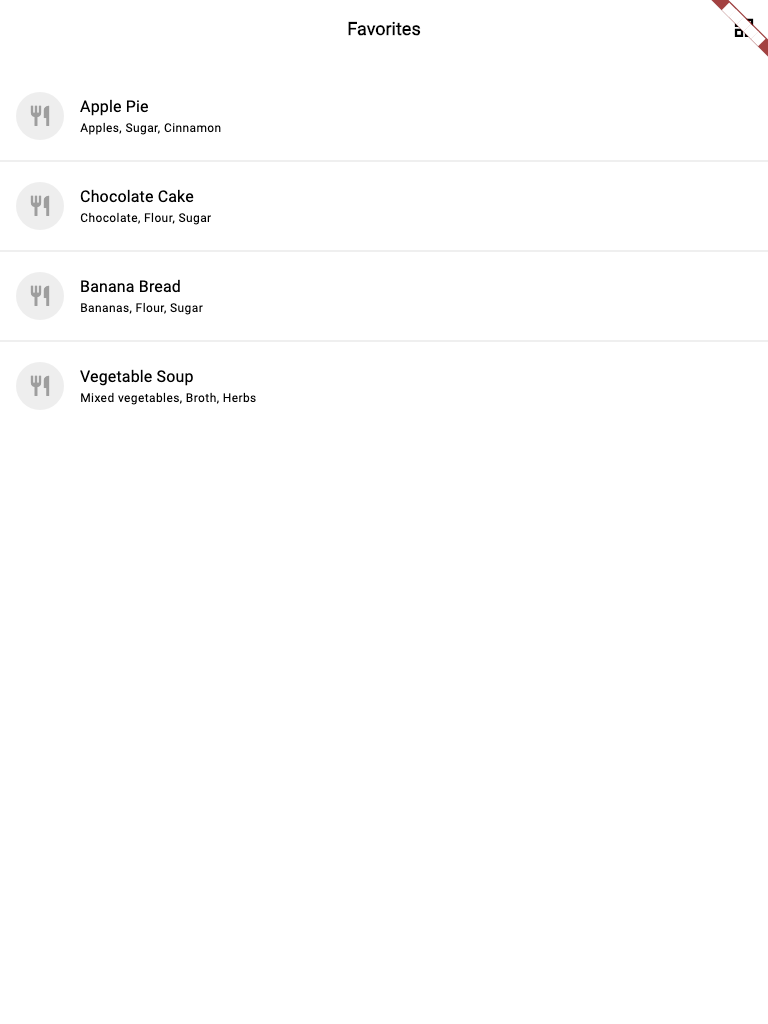 Favorites
Apple Pie
Apples, Sugar, Cinnamon
Chocolate Cake
Chocolate, Flour, Sugar
Banana Bread
Bananas, Flour, Sugar
Vegetable Soup
Mixed vegetables, Broth, Herbs